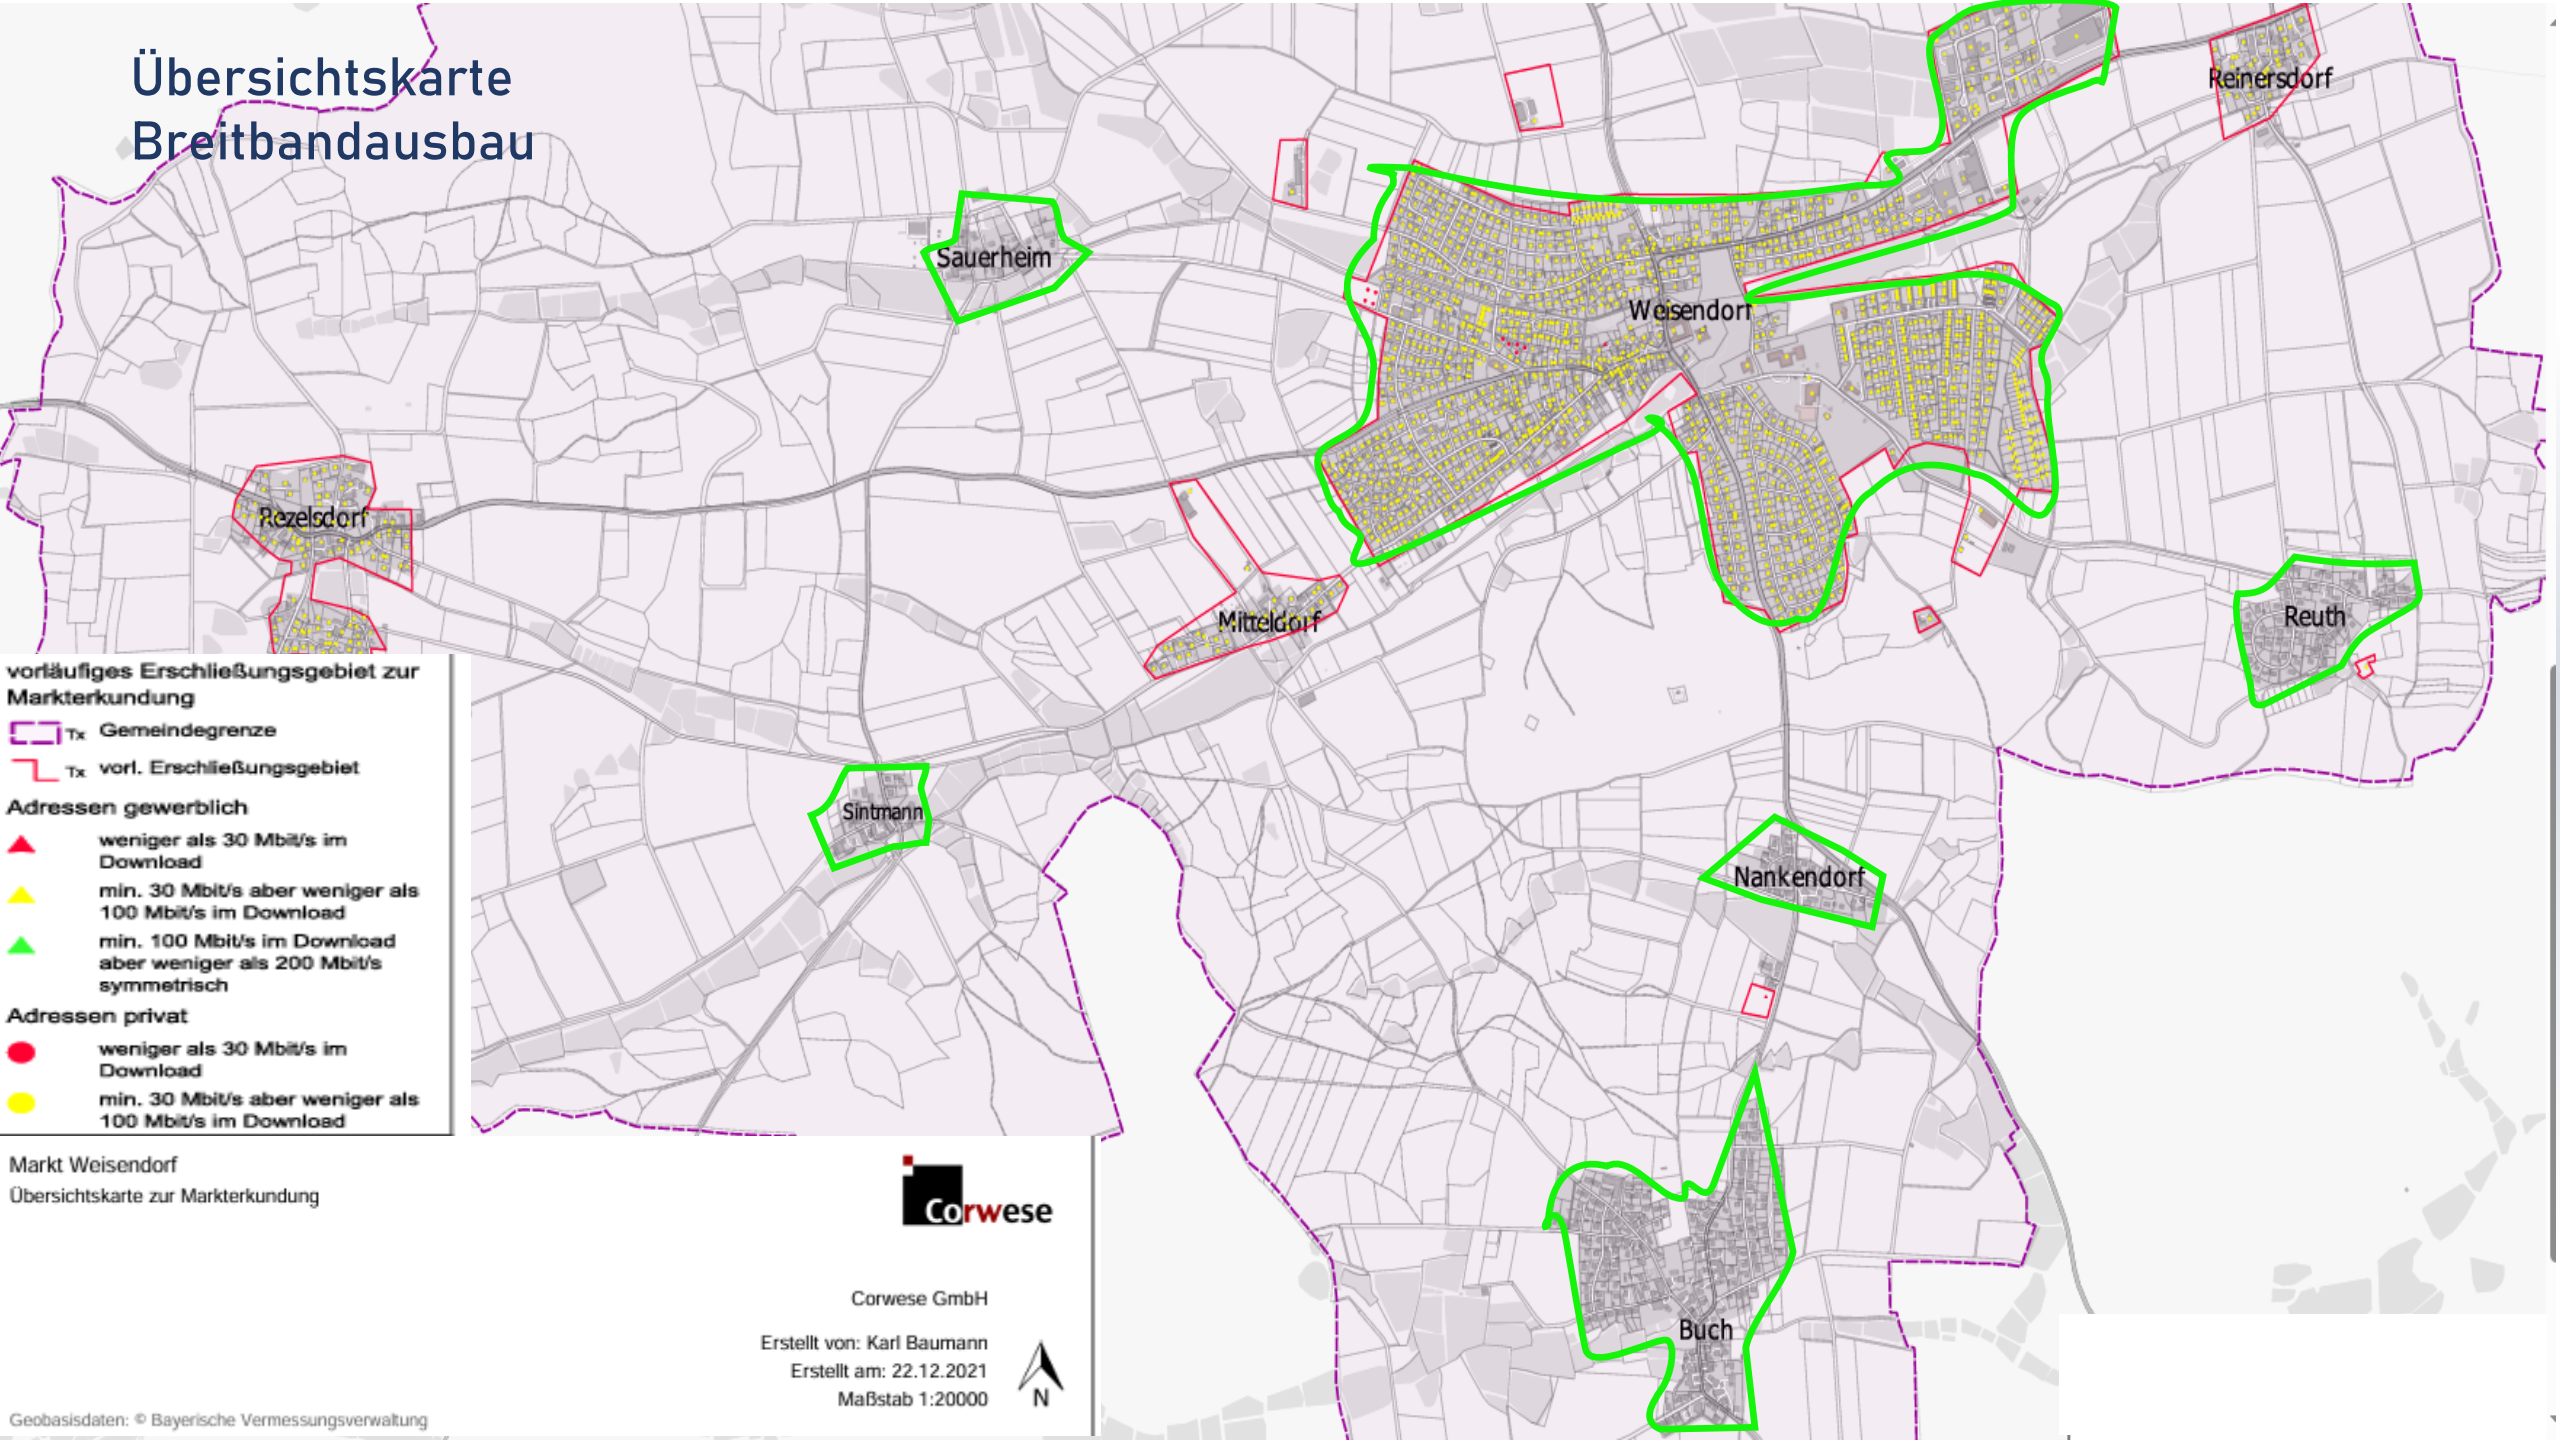 Übersichtskarte
Breitbandausbau
Reinersdorf
Sauerheim
Weisendorf
Rezelsdorf
Mitteldorf
Reuth
Sintmann
Nankendorf
Buch
vorläufiges Erschließungsgebiet zur
Markterkundung
Tx Gemeindegrenze
Tx vorl. Erschließungsgebiet
Adressen gewerblich
weniger als 30 Mbit/s im
Download
min. 30 Mbit/s aber weniger als
100 Mbit/s im Download
min. 100 Mbit/s im Download
aber weniger als 200 Mbit/s
symmetrisch
Adressen privat
weniger als 30 Mbit/s im
Download
min. 30 Mbit/s aber weniger als
100 Mbit/s im Download
Markt Weisendorf
Übersichtskarte zur Markterkundung
Corwese
Corwese GmbH
Erstellt von: Karl Baumann
Erstellt am: 22.12.2021
Maßstab 1:20000
N
Geobasisdaten: © Bayerische Vermessungsverwaltung